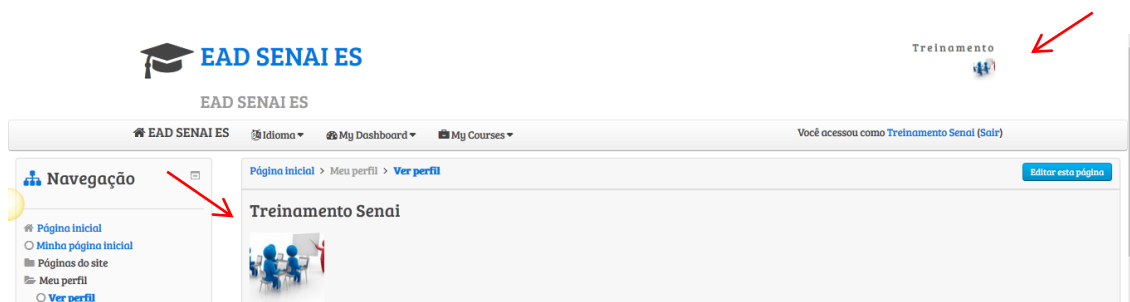 EAD SENAI ES
Treinamento
EAD SENAI ES
EAD SENAI ES Idioma My Dashboard My Courses Você acessou como Treinamento Senai (Sair)
Navegação
Página inicial > Meu perfil > Ver perfil Editar esta página
Treinamento Senai
Página inicial
Minha página inicial
Páginas do site
Meu perfil
Ver perfil